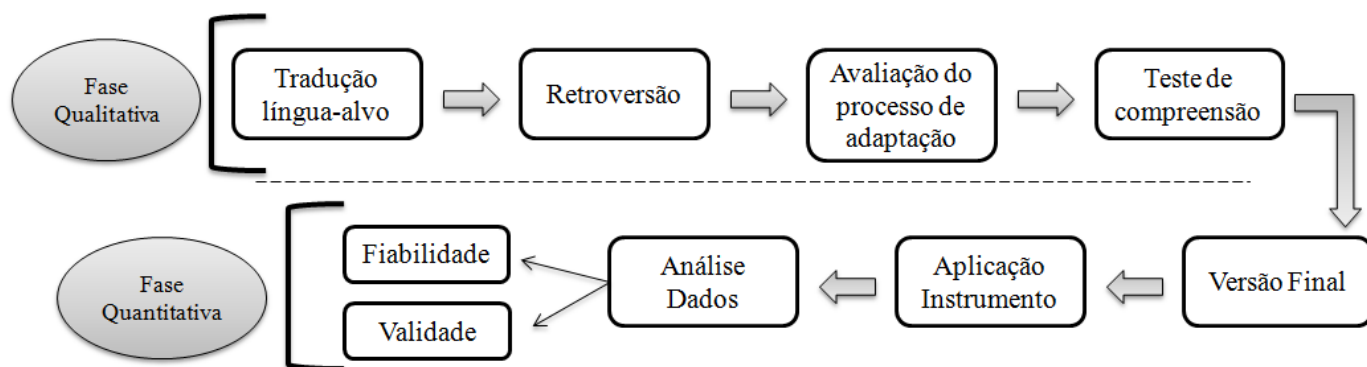 Fase
Qualitativa
Tradução
língua-alvo
Retroversão
Avaliação do
processo de
adaptação
Teste de
compreensão
Fase
Quantitativa
Fiabilidade
Validade
Análise
Dados
Aplicação
Instrumento
Versão Final